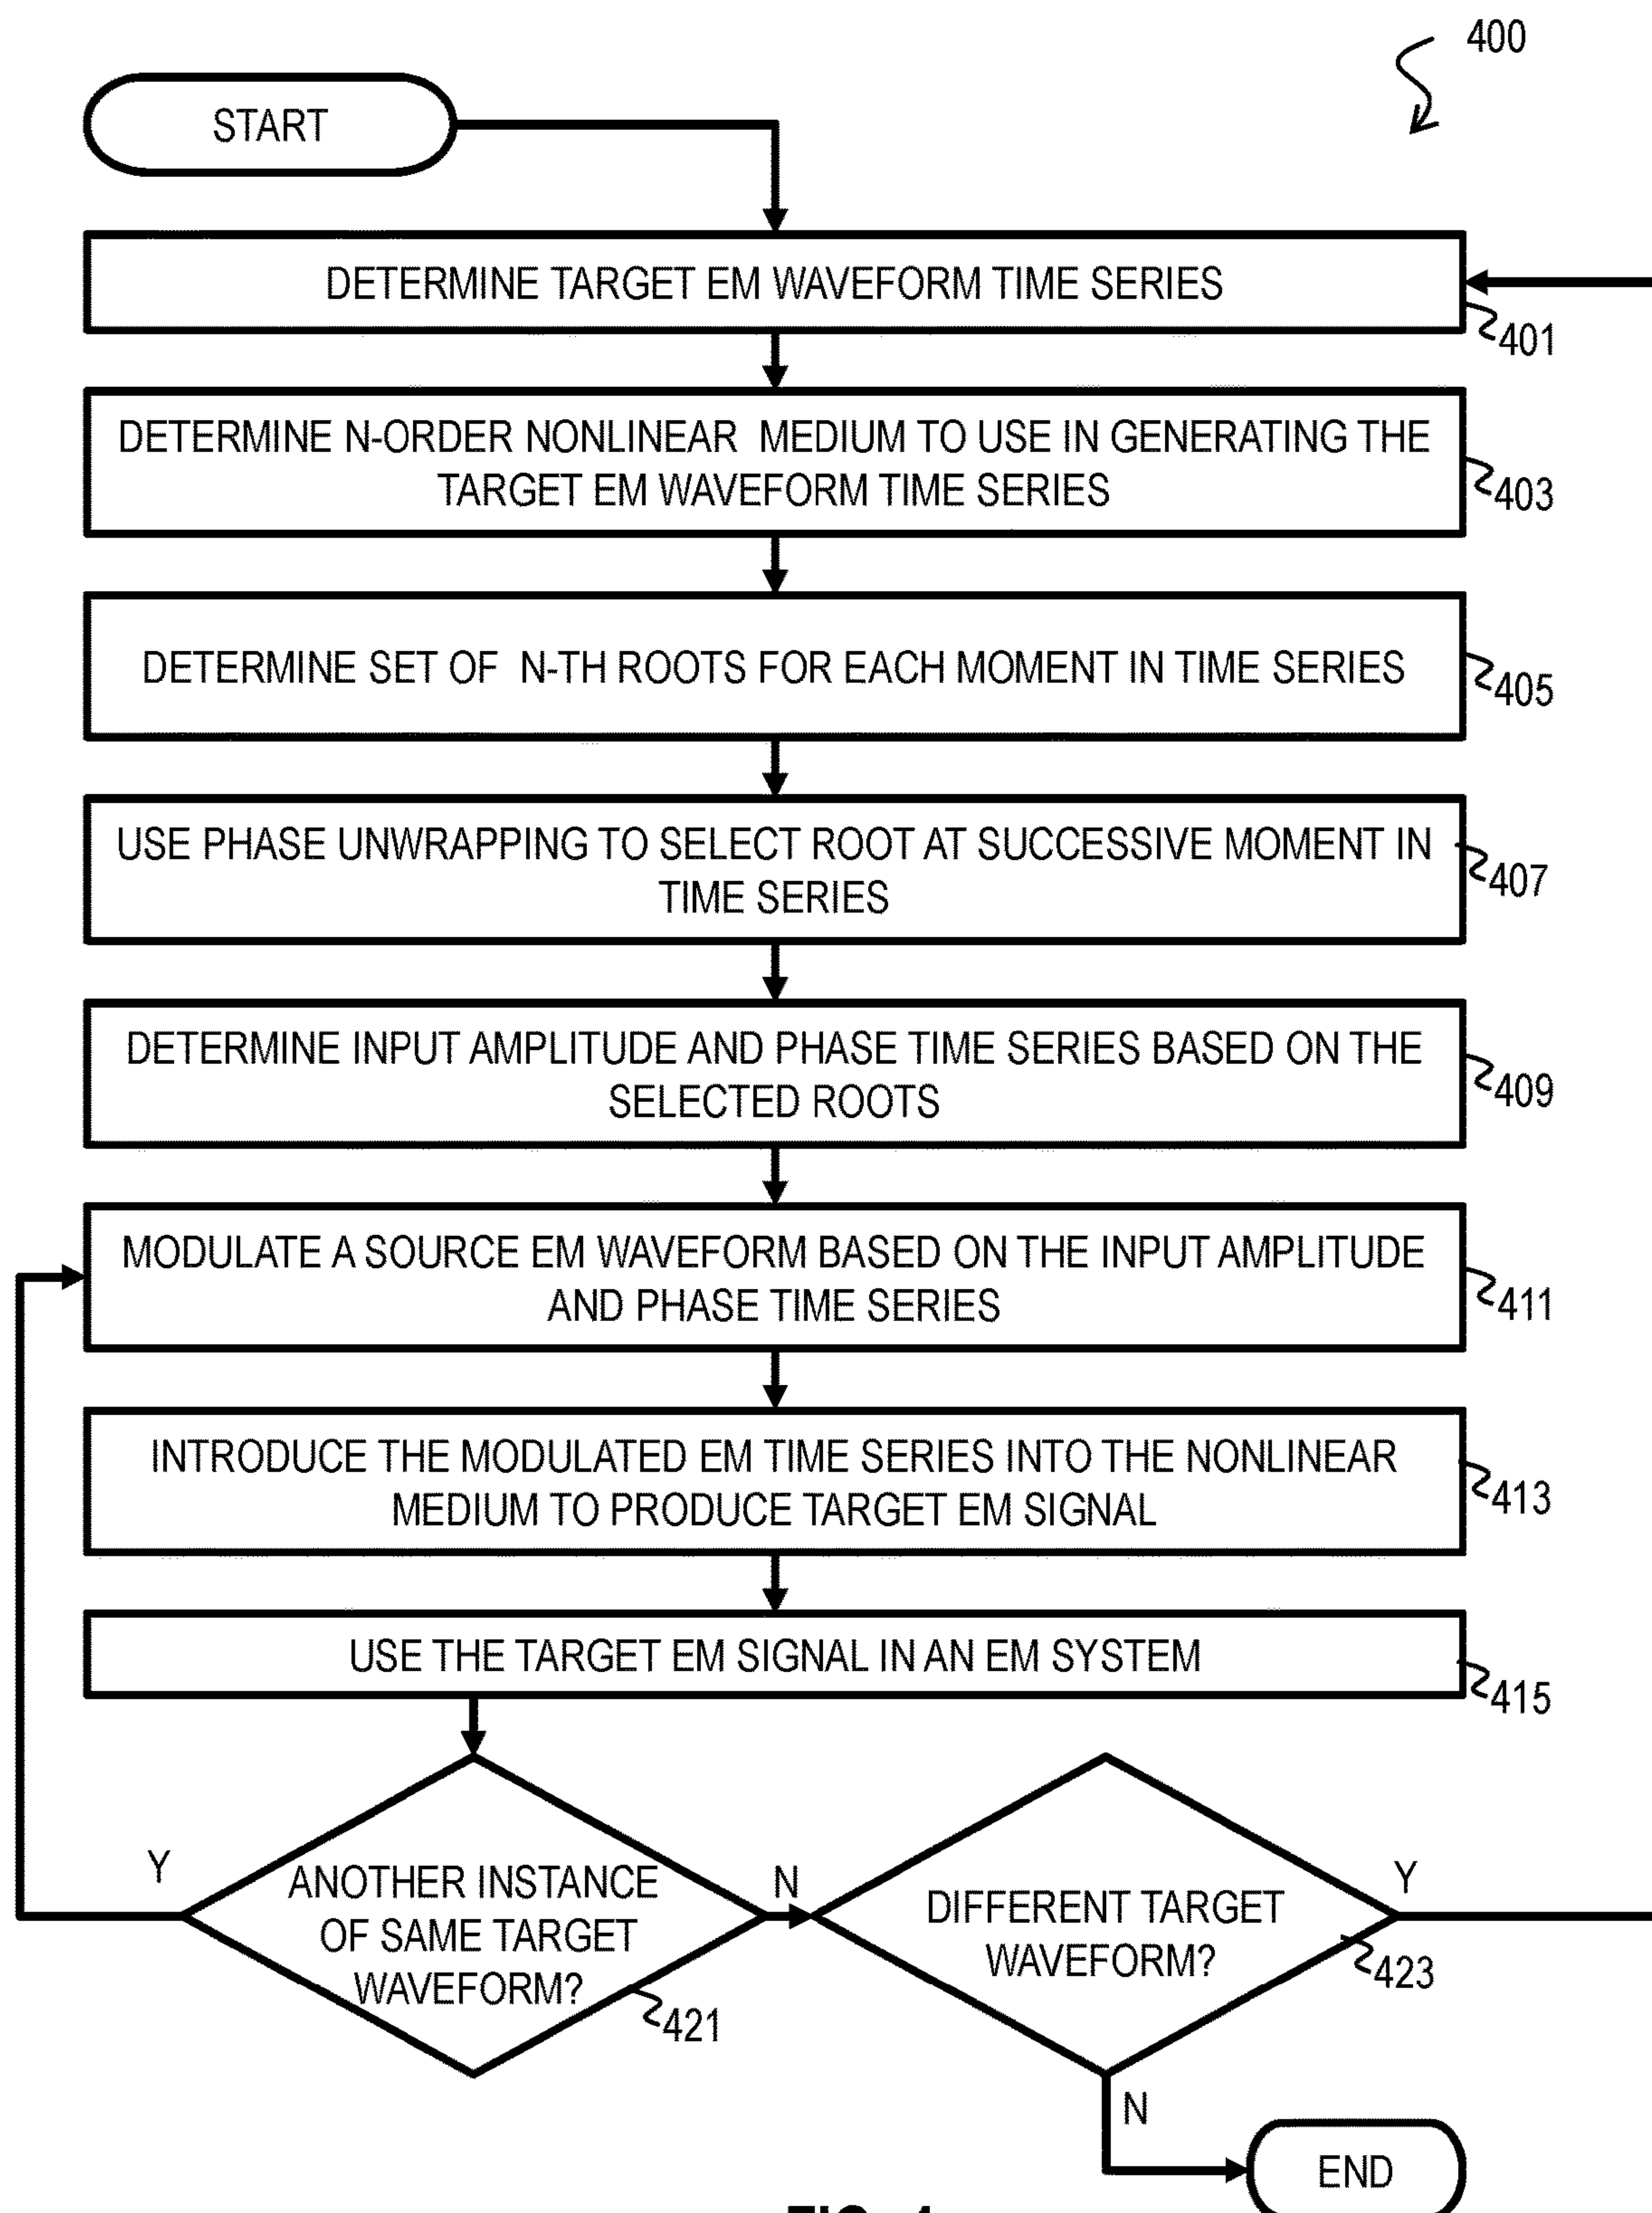 400
START
DETERMINE TARGET EM WAVEFORM TIME SERIES
401
DETERMINE N-ORDER NONLINEAR MEDIUM TO USE IN GENERATING THE
TARGET EM WAVEFORM TIME SERIES
403
DETERMINE SET OF N-TH ROOTS FOR EACH MOMENT IN TIME SERIES
405
USE PHASE UNWRAPPING TO SELECT ROOT AT SUCCESSIVE MOMENT IN
TIME SERIES
407
DETERMINE INPUT AMPLITUDE AND PHASE TIME SERIES BASED ON THE
SELECTED ROOTS
409
MODULATE A SOURCE EM WAVEFORM BASED ON THE INPUT AMPLITUDE
AND PHASE TIME SERIES
411
INTRODUCE THE MODULATED EM TIME SERIES INTO THE NONLINEAR
MEDIUM TO PRODUCE TARGET EM SIGNAL
413
USE THE TARGET EM SIGNAL IN AN EM SYSTEM
415
Y
ANOTHER INSTANCE
OF SAME TARGET
WAVEFORM?
421
N
DIFFERENT TARGET
WAVEFORM?
423
Y
N
END